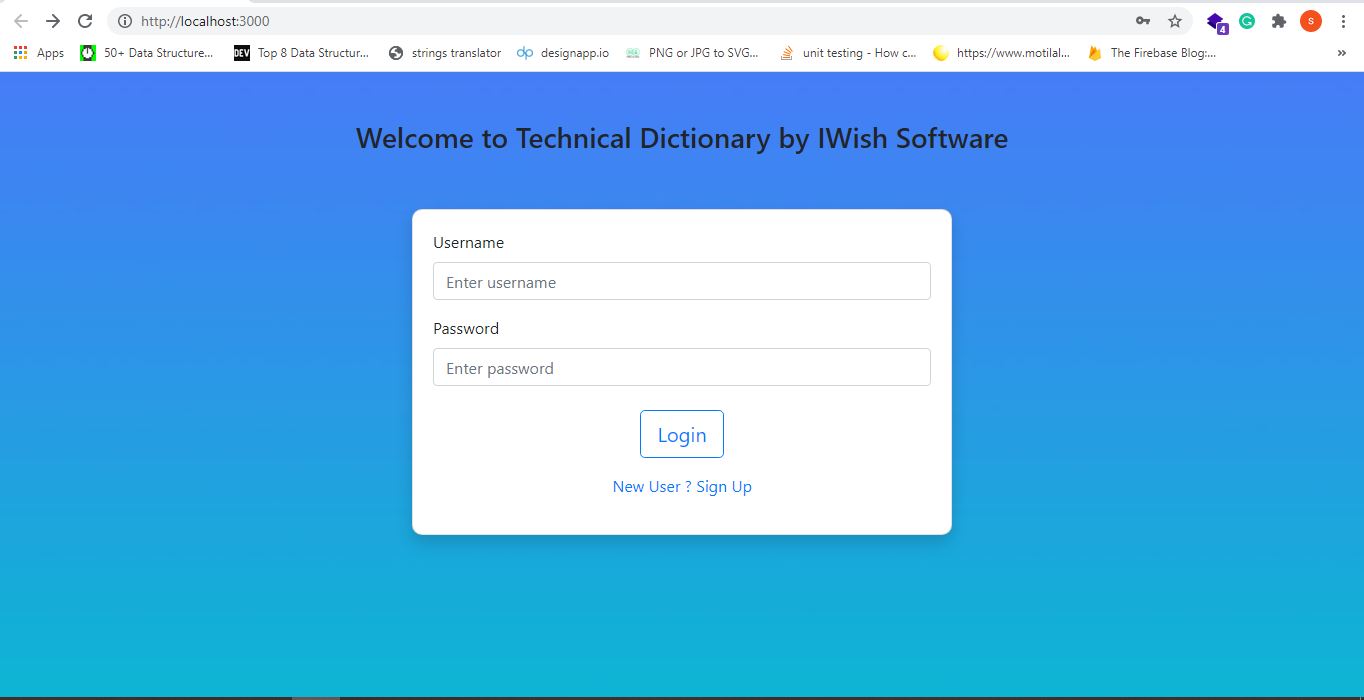 http://localhost:3000
4
G
S
Apps 50+ Data Structure... DEV Top 8 Data Structur... strings translator dp designapp.io PNG or JPG to SVG... unit testing - How c... https://www.motilal... The Firebase Blog:... »
Welcome to Technical Dictionary by IWish Software
Username
Enter username
Password
Enter password
Login
New User ? Sign Up